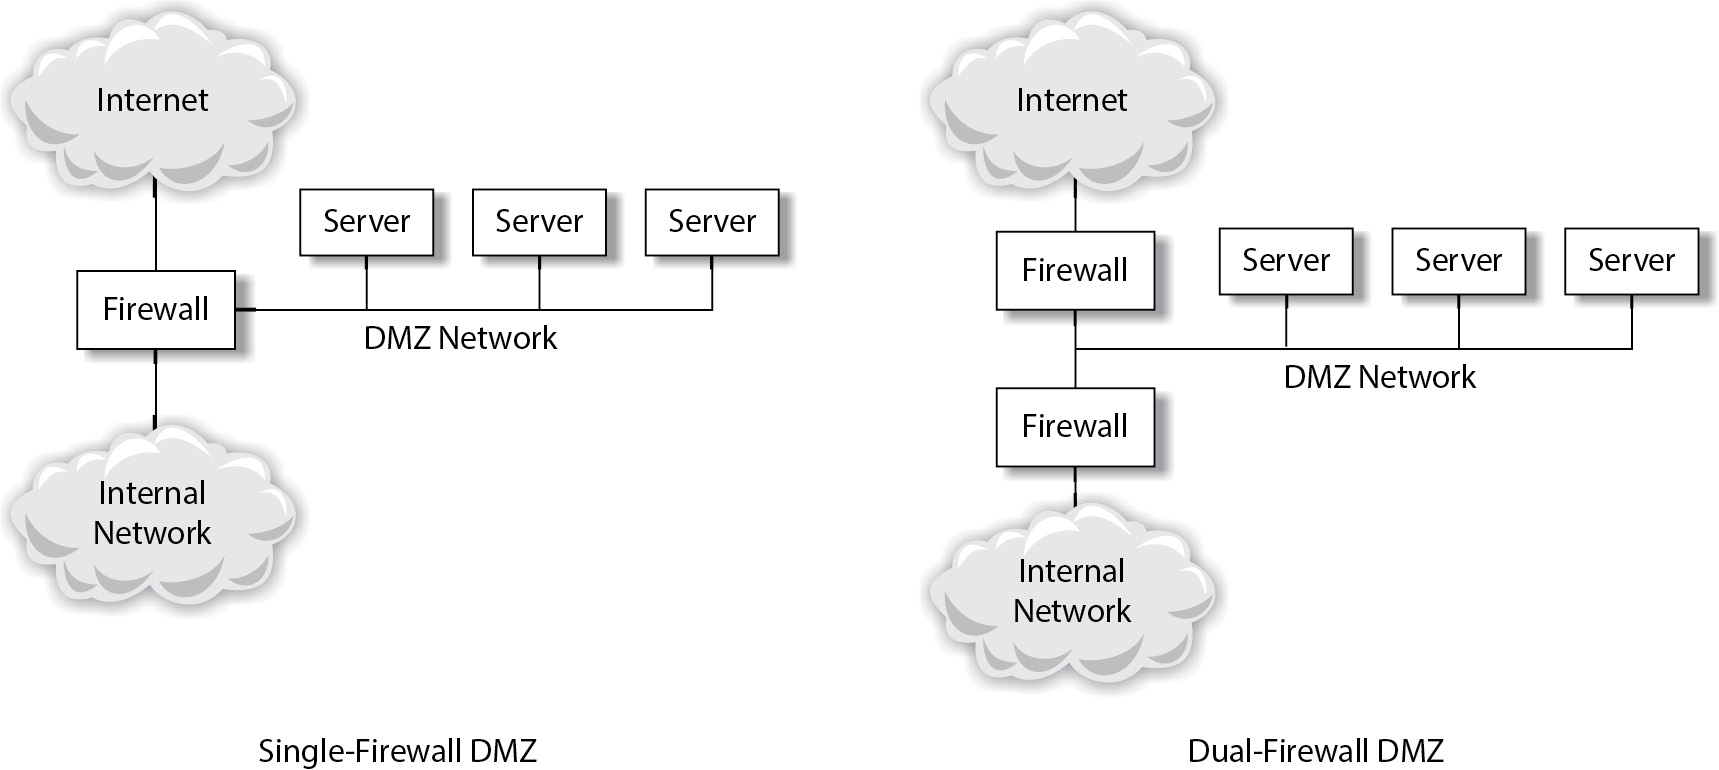 Internet
Server
Server
Server
Firewall
DMZ Network
Internal
Network
Single-Firewall DMZ
Internet
Firewall
Server
Server
Server
DMZ Network
Firewall
Internal
Network
Dual-Firewall DMZ